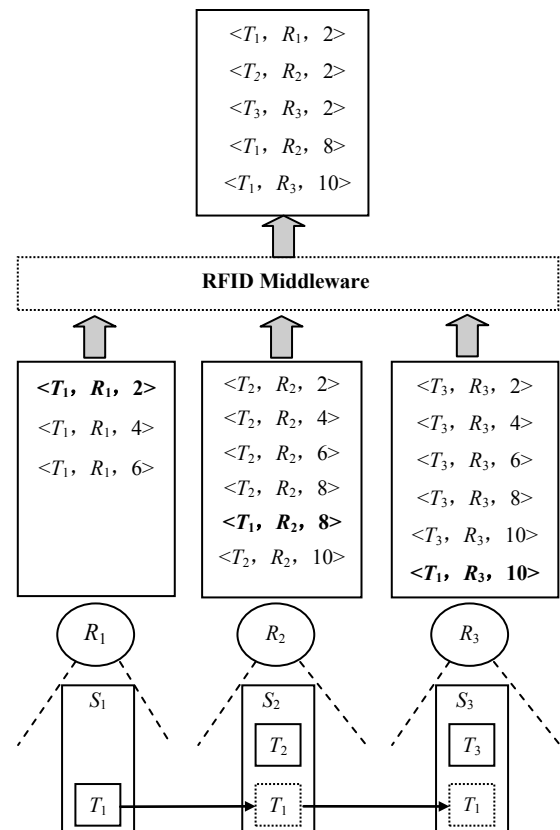 <T₁, R₁, 2>
<T₂, R₂, 2>
<T₃, R₃, 2>
<T₁, R₂, 8>
<T₁, R₃, 10>
RFID Middleware
<T₁, R₁, 2>
<T₁, R₁, 4>
<T₁, R₁, 6>
<T₂, R₂, 2>
<T₂, R₂, 4>
<T₂, R₂, 6>
<T₂, R₂, 8>
<T₁, R₂, 8>
<T₂, R₂, 10>
<T₃, R₃, 2>
<T₃, R₃, 4>
<T₃, R₃, 6>
<T₃, R₃, 8>
<T₃, R₃, 10>
<T₁, R₃, 10>
R₁
R₂
R₃
S₁
S₂
S₃
T₂
T₃
T₁
T₁
T₁